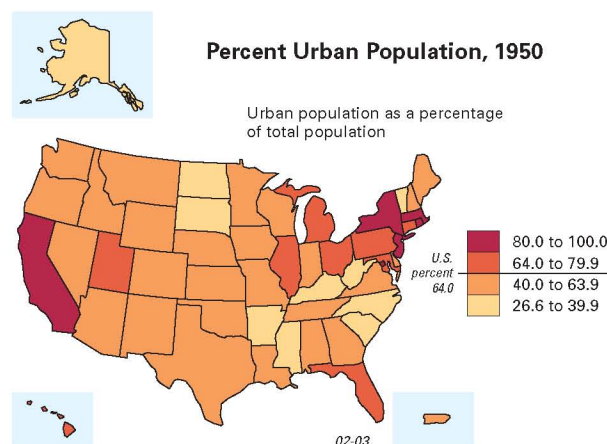 Percent Urban Population, 1950
Urban population as a percentage
of total population
80.0 to 100.0
64.0 to 79.9
U.S.
percent
64.0
40.0 to 63.9
26.6 to 39.9
02-03